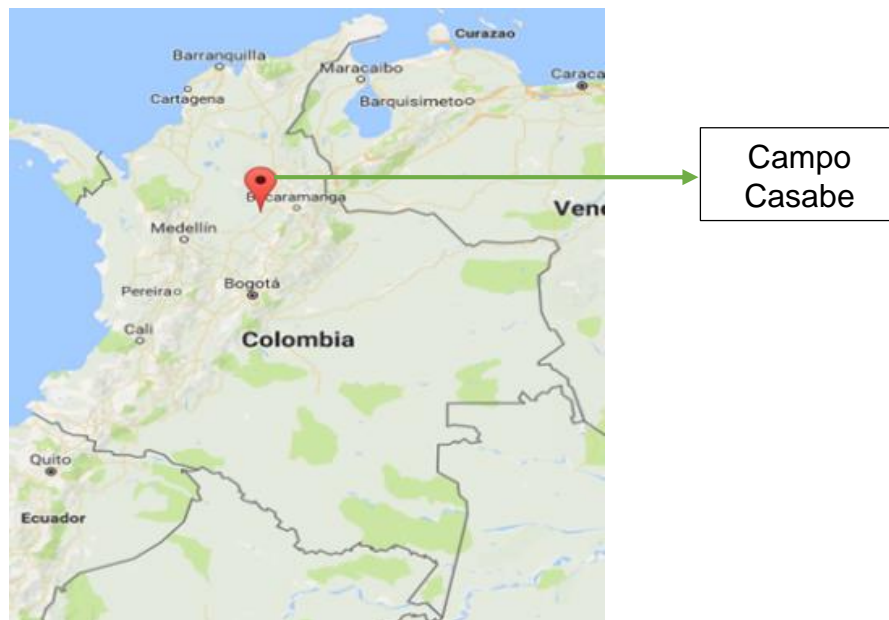 Curazao
Barranquilla
Maracaibo
Caraca
Cartagena
Barquisimeto
Campo
Casabe
Bucaramanga
Vene
Medellín
Bogotá
Pereira
Cali
Colombia
Quito
Ecuador